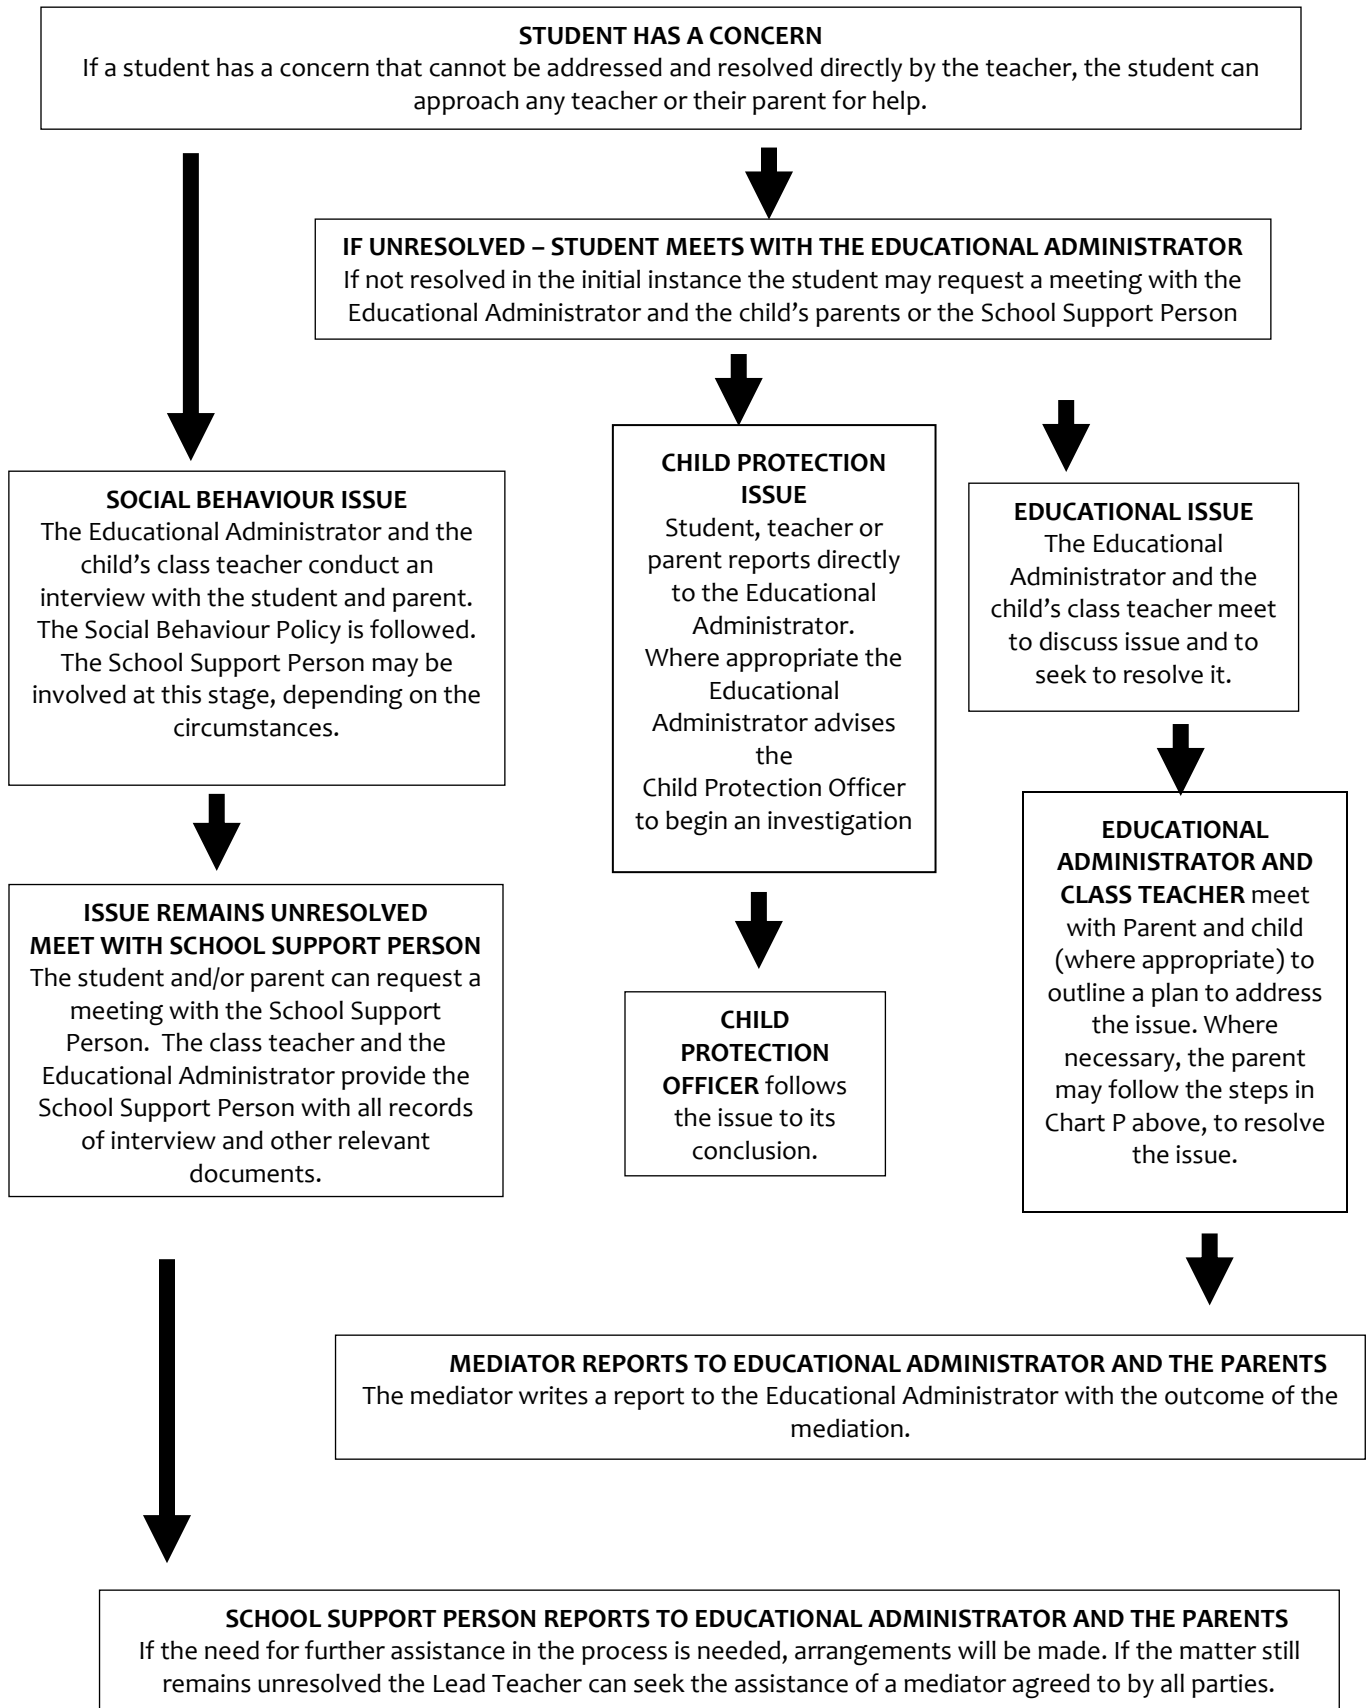 STUDENT HAS A CONCERN
If a student has a concern that cannot be addressed and resolved directly by the teacher, the student can
approach any teacher or their parent for help.
IF UNRESOLVED – STUDENT MEETS WITH THE EDUCATIONAL ADMINISTRATOR
If not resolved in the initial instance the student may request a meeting with the
Educational Administrator and the child’s parents or the School Support Person
SOCIAL BEHAVIOUR ISSUE
The Educational Administrator and the
child’s class teacher conduct an
interview with the student and parent.
The Social Behaviour Policy is followed.
The School Support Person may be
involved at this stage, depending on the
circumstances.
CHILD PROTECTION
ISSUE
Student, teacher or
parent reports directly
to the Educational
Administrator.
Where appropriate the
Educational
Administrator advises
the
Child Protection Officer
to begin an investigation
EDUCATIONAL ISSUE
The Educational
Administrator and the
child’s class teacher meet
to discuss issue and to
seek to resolve it.
ISSUE REMAINS UNRESOLVED
MEET WITH SCHOOL SUPPORT PERSON
The student and/or parent can request a
meeting with the School Support
Person. The class teacher and the
Educational Administrator provide the
School Support Person with all records
of interview and other relevant
documents.
CHILD
PROTECTION
OFFICER follows
the issue to its
conclusion.
EDUCATIONAL
ADMINISTRATOR AND
CLASS TEACHER meet
with Parent and child
(where appropriate) to
outline a plan to address
the issue. Where
necessary, the parent
may follow the steps in
Chart P above, to resolve
the issue.
MEDIATOR REPORTS TO EDUCATIONAL ADMINISTRATOR AND THE PARENTS
The mediator writes a report to the Educational Administrator with the outcome of the
mediation.
SCHOOL SUPPORT PERSON REPORTS TO EDUCATIONAL ADMINISTRATOR AND THE PARENTS
If the need for further assistance in the process is needed, arrangements will be made. If the matter still
remains unresolved the Lead Teacher can seek the assistance of a mediator agreed to by all parties.